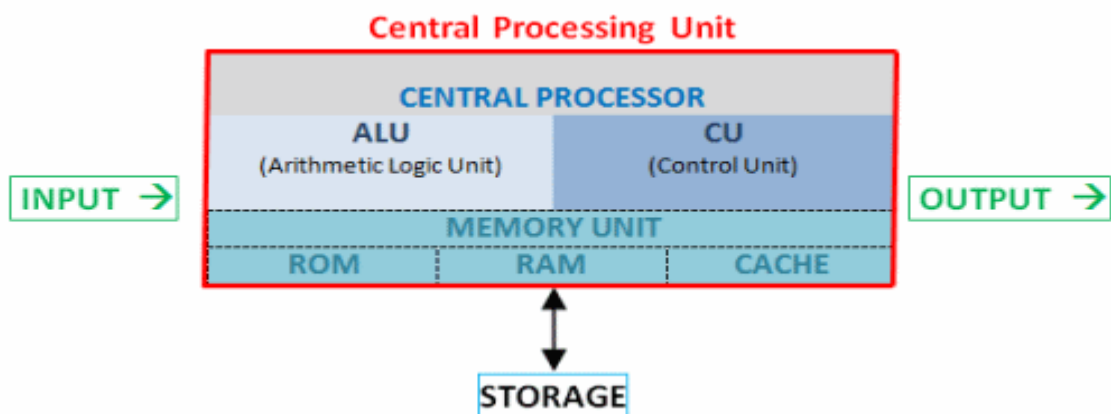 Central Processing Unit
CENTRAL PROCESSOR
ALU
(Arithmetic Logic Unit)
CU
(Control Unit)
INPUT →
OUTPUT →
MEMORY UNIT
ROM
RAM
CACHE
STORAGE